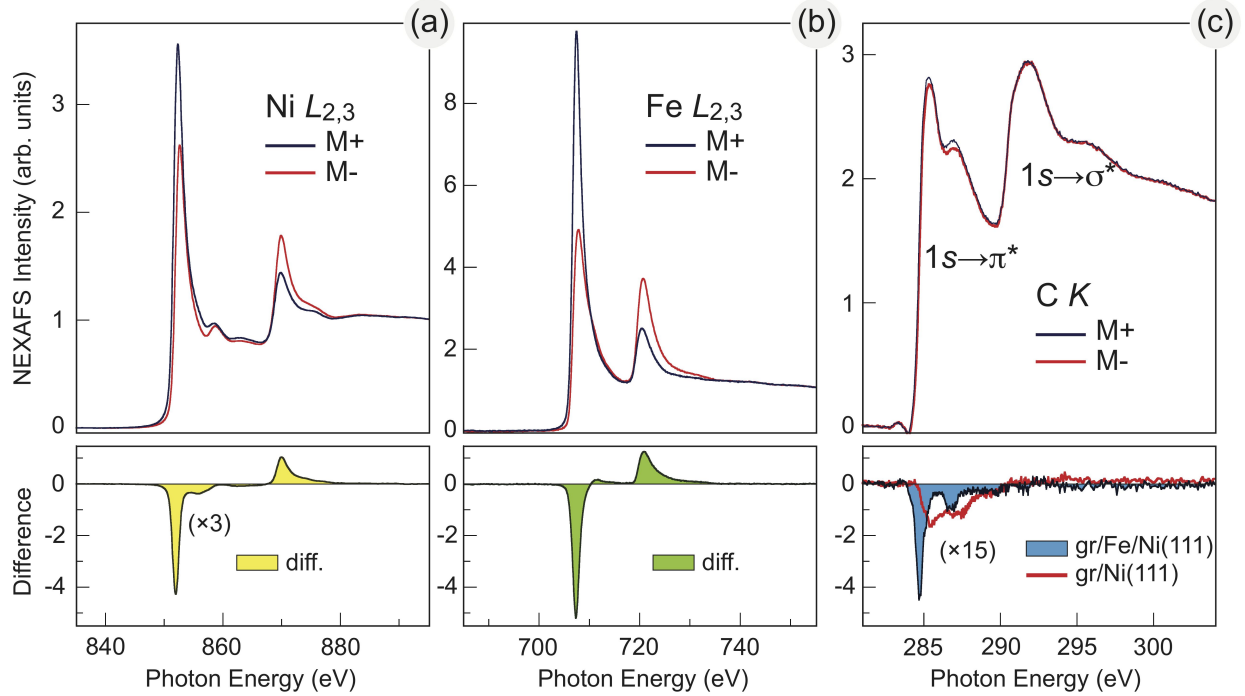 (a)
NEXAFS Intensity (arb. units)
3
2
1
0
Ni L2,3
M+
M-
(b)
8
6
4
2
0
Fe L2,3
M+
M-
(c)
3
2
1
0
1s→π*
1s→σ*
C K
M+
M-
Difference
0
-2
-4
(×3)
diff.
840
860
880
Photon Energy (eV)
0
-2
-4
diff.
700
720
740
Photon Energy (eV)
0
-2
-4
(×15)
gr/Fe/Ni(111)
gr/Ni(111)
285
290
295
300
Photon Energy (eV)